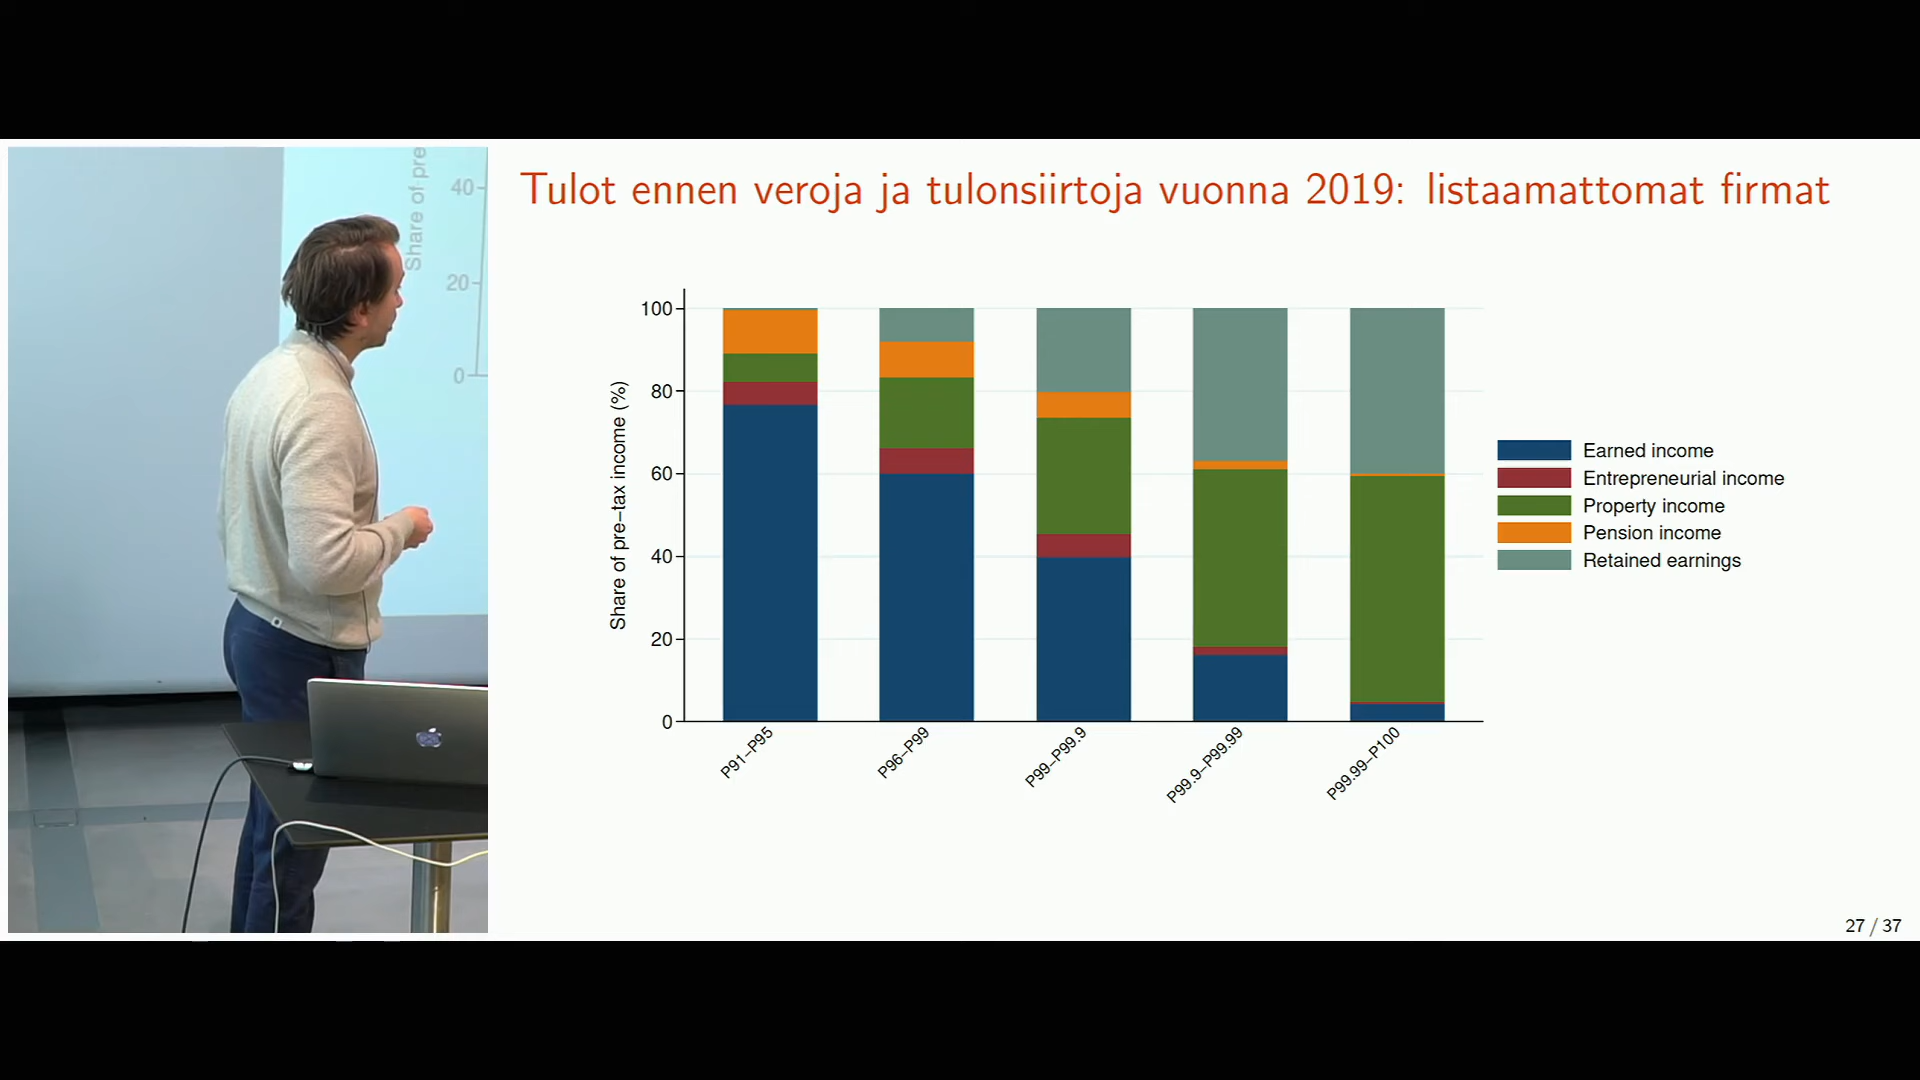 Share of pre
40
20
0
Tulot ennen veroja ja tulonsiirtoja vuonna 2019: listaamattomat firmat
Share of pre-tax income (%)
100
80
60
40
20
0
P91-P95
P96-P99
P99-P99.9
P99.9-P99.99
P99.99-P100
Earned income
Entrepreneurial income
Property income
Pension income
Retained earnings
27 / 37